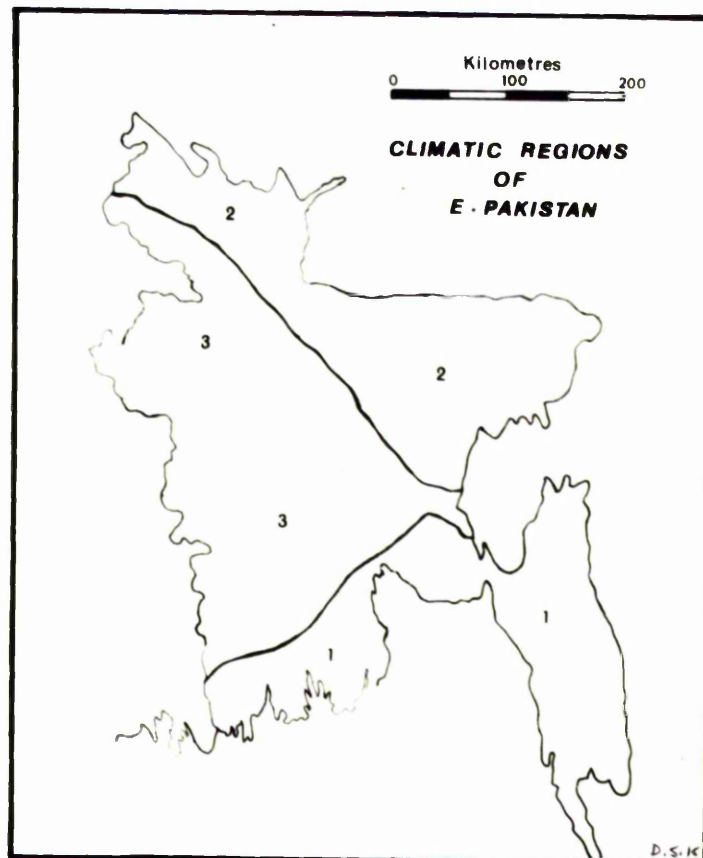 Kilometres
0 100 200
CLIMATIC REGIONS
OF
E. PAKISTAN
2
3
2
3
1
1
D.S.K